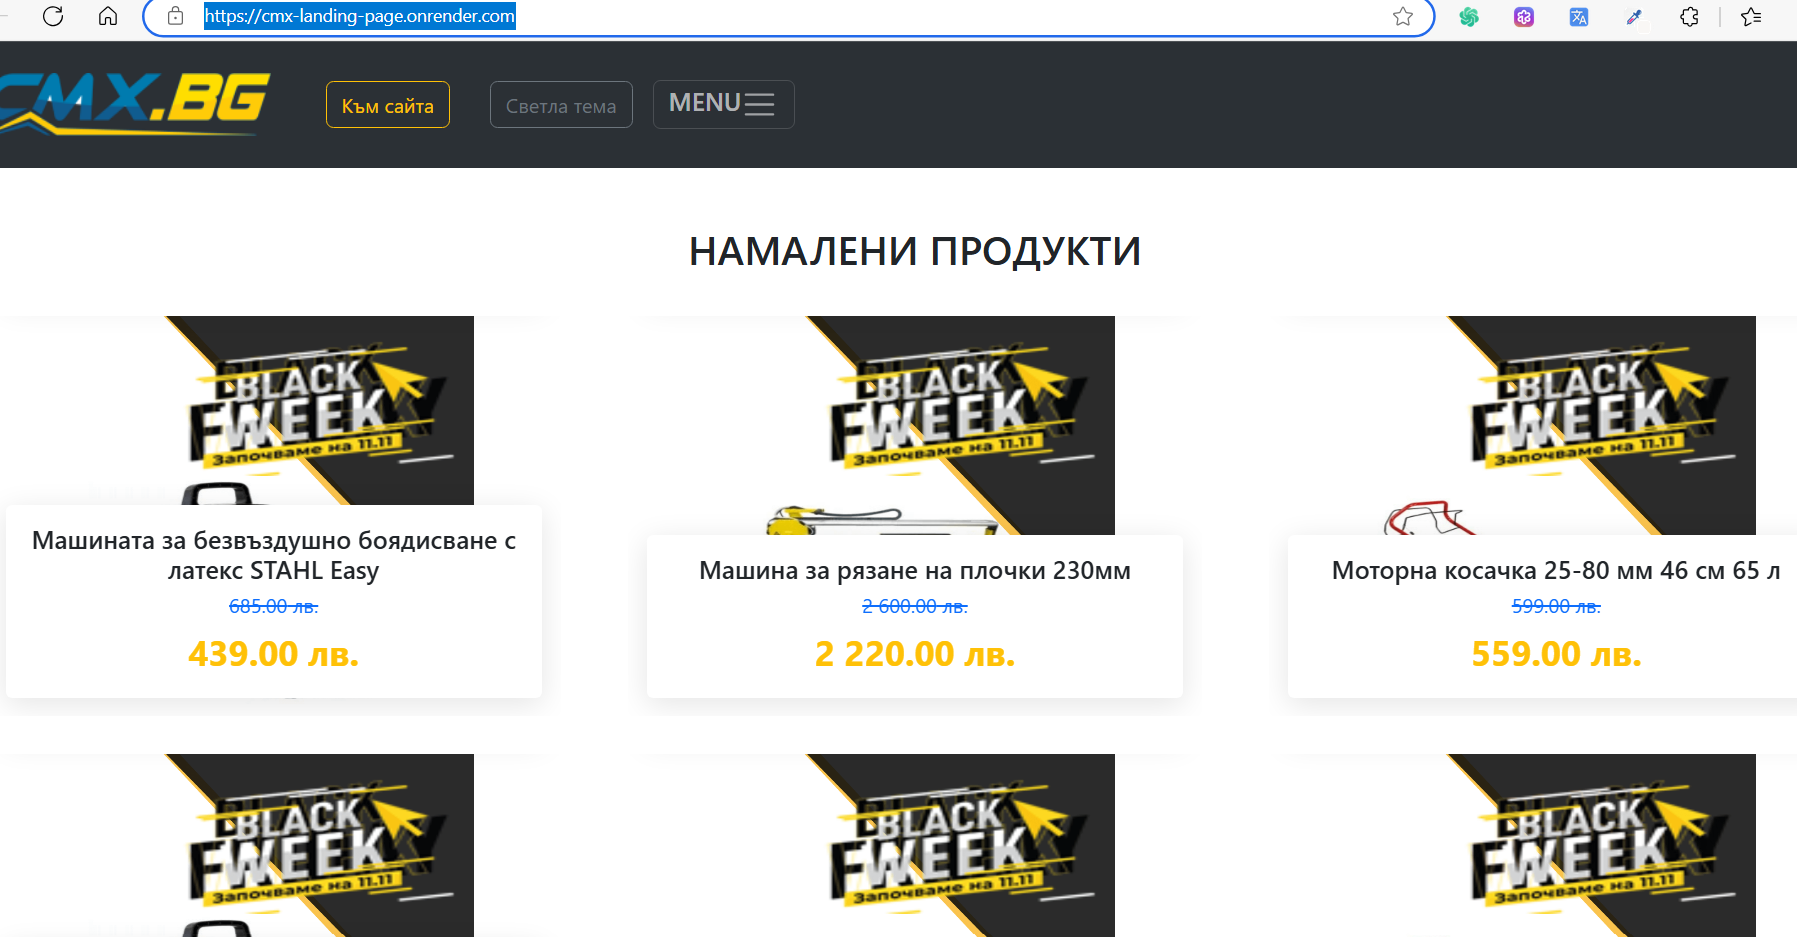 https://cmx-landing-page.onrender.com
CMX.BG
Към сайта
Светла тема
MENU
НАМАЛЕНИ ПРОДУКТИ
BLACK
WEEK
Започваме на 11.11
BLACK
WEEK
Започваме на 11.11
BLACK
WEEK
Започваме на 11.11
Машината за безвъздушно боядисване с
латекс STAHL Easy
685.00 лв.
439.00 лв.
Машина за рязане на плочки 230мм
2 600.00 лв.
2 220.00 лв.
Моторна косачка 25-80 мм 46 см 65 л
599.00 лв.
559.00 лв.
BLACK
WEEK
Започваме на 11.11
BLACK
WEEK
Започваме на 11.11
BLACK
WEEK
Започваме на 11.11